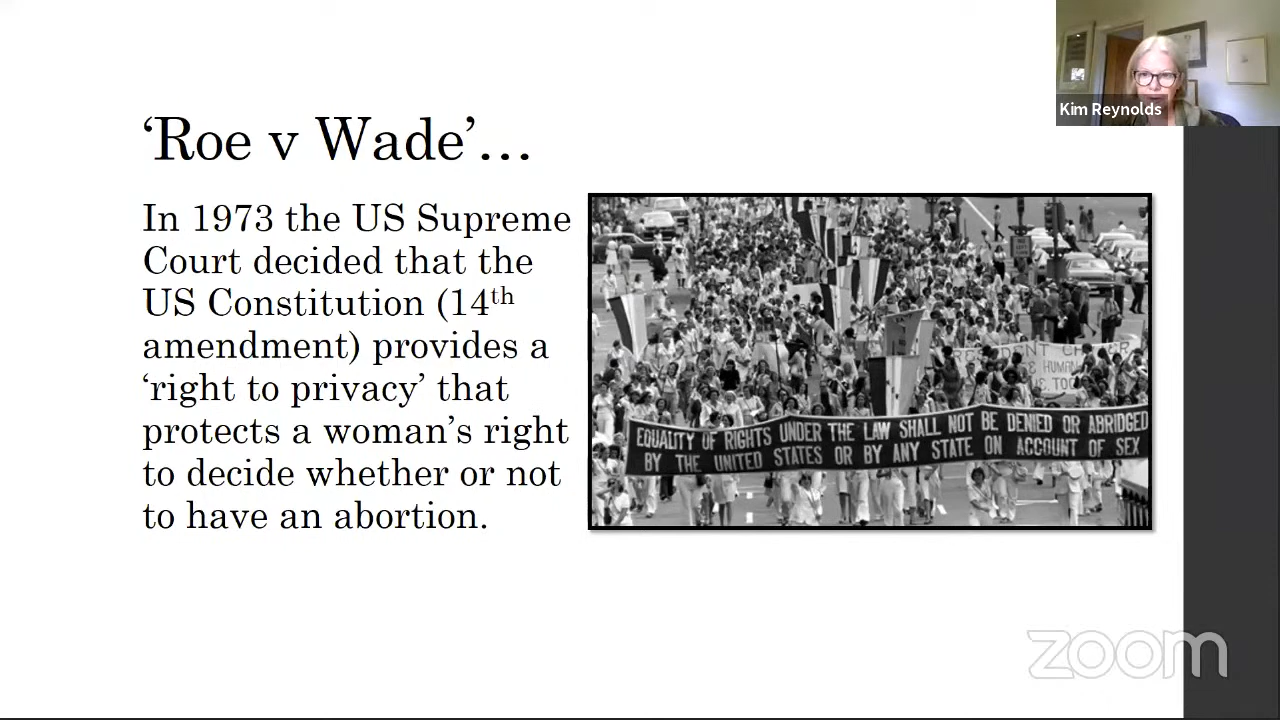 Kim Reynolds
‘Roe v Wade’…
In 1973 the US Supreme
Court decided that the
US Constitution (14th
amendment) provides a
‘right to privacy’ that
protects a woman’s right
to decide whether or not
to have an abortion.
EQUALITY OF RIGHTS UNDER THE LAW SHALL NOT BE DENIED OR ABRIDGED
BY THE UNITED STATES OR BY ANY STATE ON ACCOUNT OF SEX
zoom